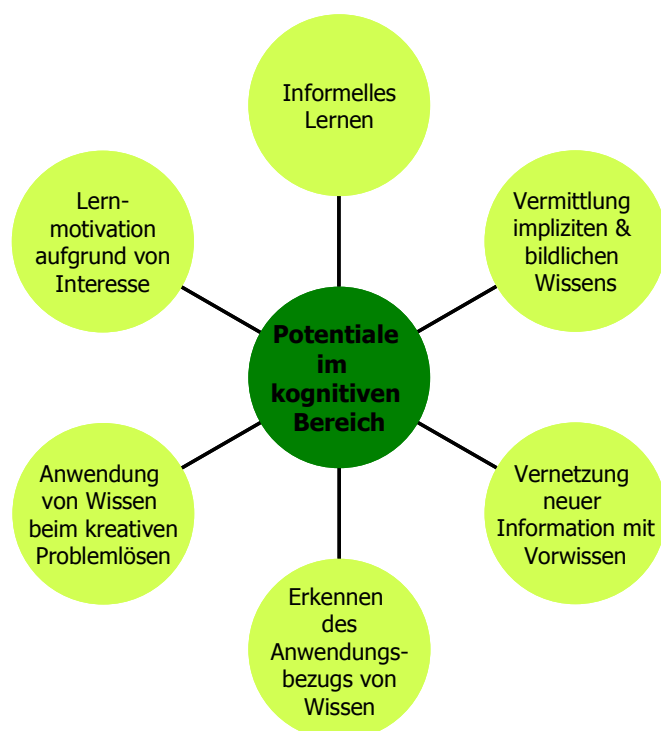 Informelles
Lernen
Lern-
motivation
aufgrund von
Interesse
Vermittlung
impliziten &
bildlichen
Wissens
Potentiale
im
kognitiven
Bereich
Anwendung
von Wissen
beim kreativen
Problemlösen
Vernetzung
neuer
Information mit
Vorwissen
Erkennen
des
Anwendungs-
bezugs von
Wissen